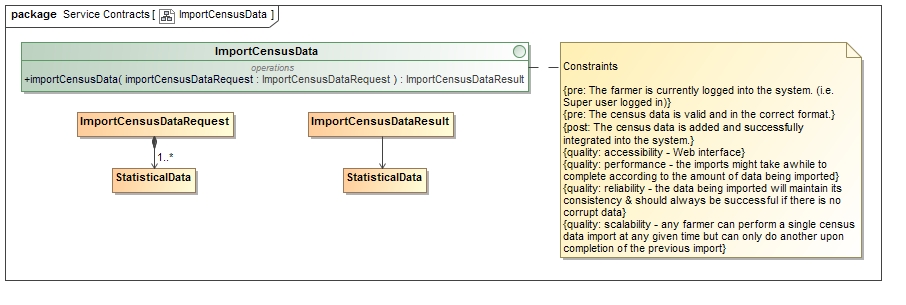 package Service Contracts [ ImportCensusData ]
ImportCensusData
operations
+importCensusData( importCensusDataRequest : ImportCensusDataRequest ) : ImportCensusDataResult
ImportCensusDataRequest
ImportCensusDataResult
1..*
StatisticalData
StatisticalData
Constraints
{pre: The farmer is currently logged into the system. (i.e.
Super user logged in)}
{pre: The census data is valid and in the correct format.}
{post: The census data is added and successfully
integrated into the system.}
{quality: accessibility - Web interface}
{quality: performance - the imports might take awhile to
complete according to the amount of data being imported}
{quality: reliability - the data being imported will maintain its
consistency & should always be successful if there is no
corrupt data}
{quality: scalability - any farmer can perform a single census
data import at any given time but can only do another upon
completion of the previous import}